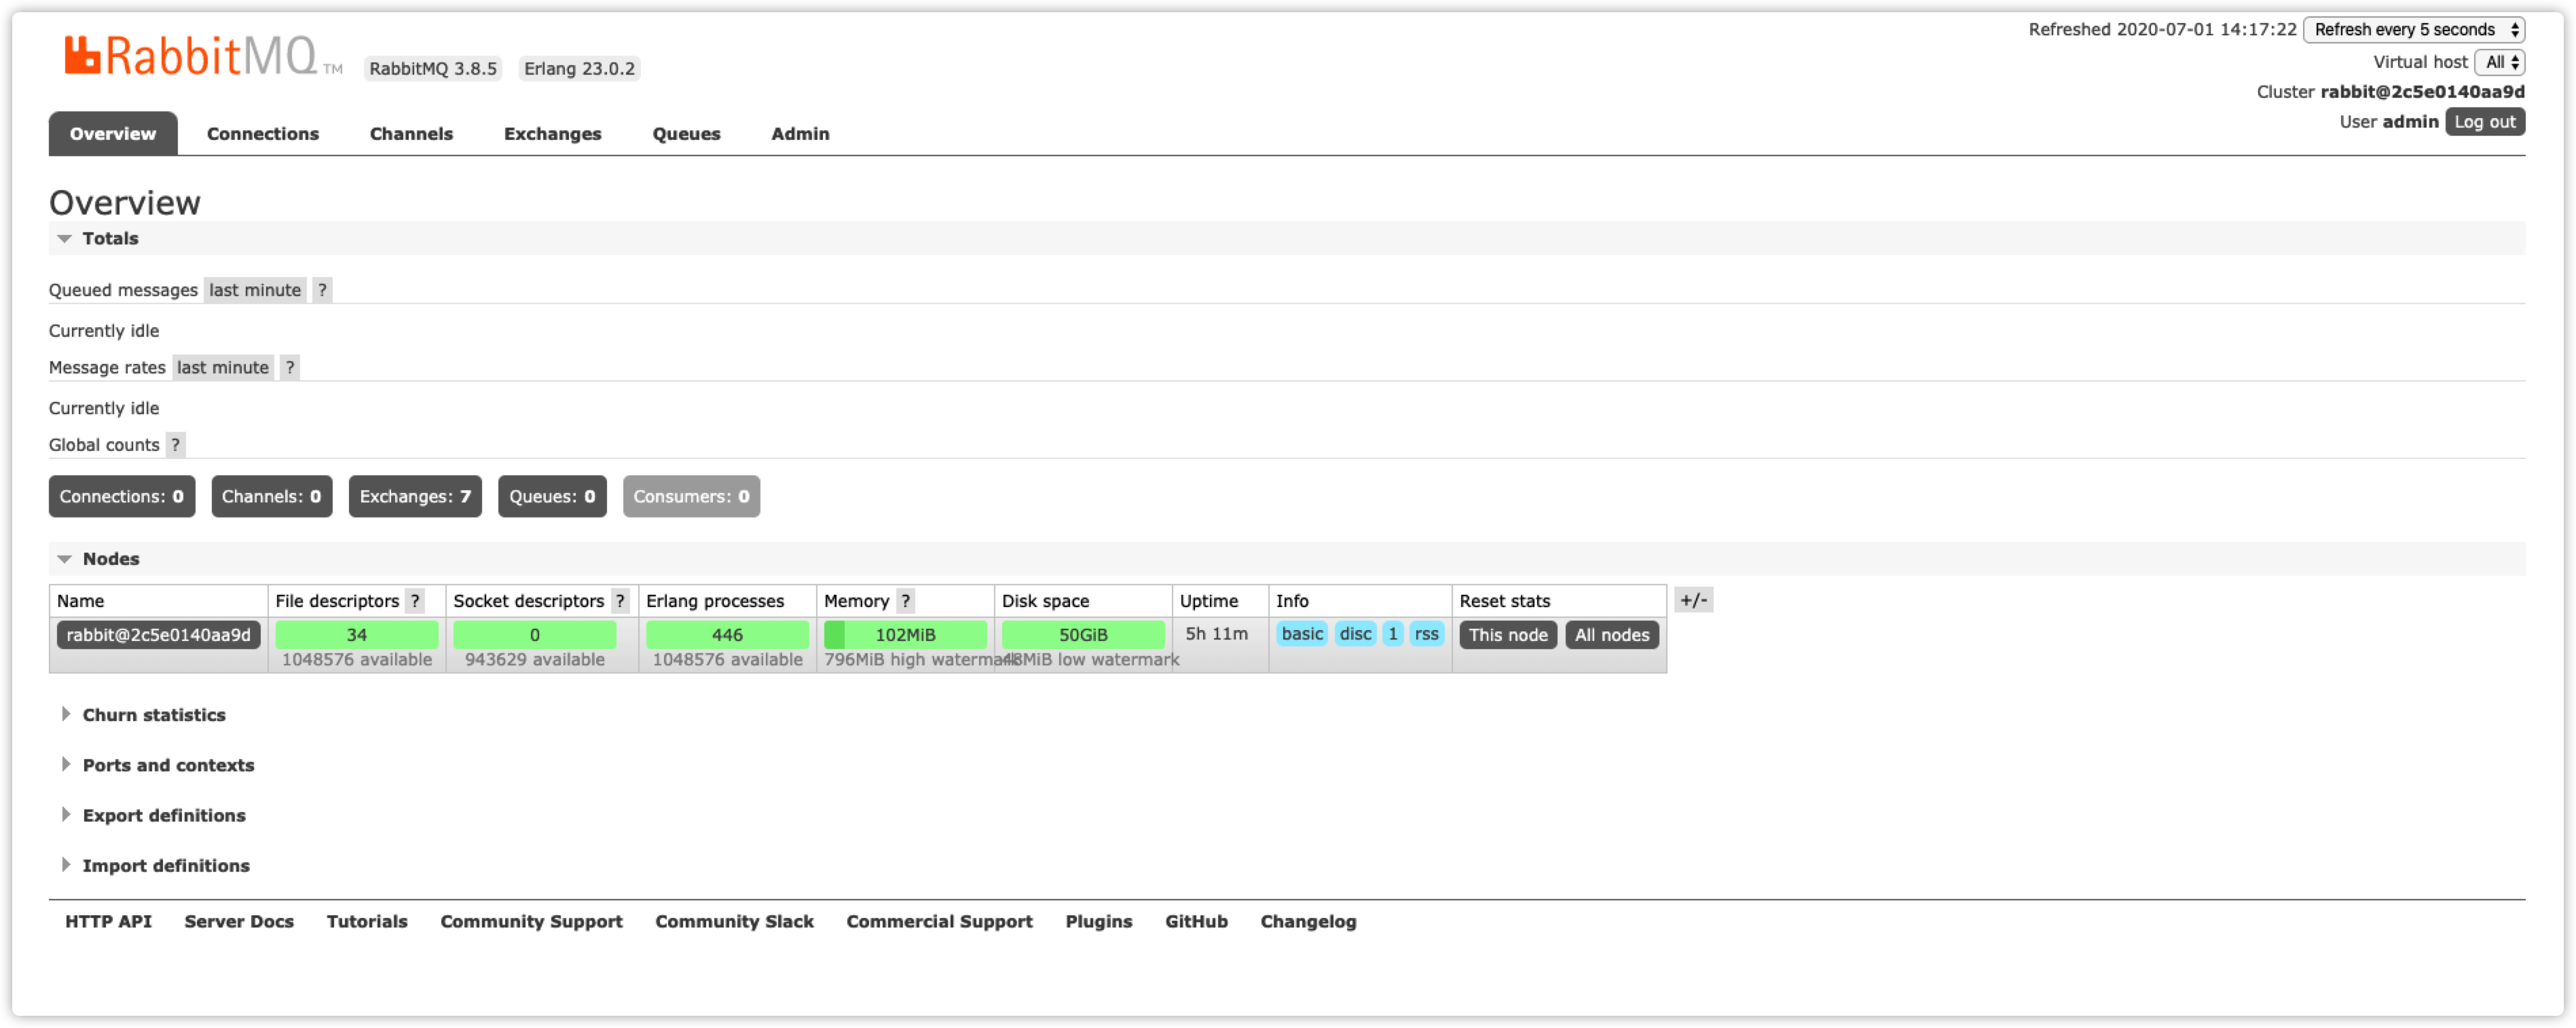 RabbitMQ TM RabbitMQ 3.8.5 Erlang 23.0.2
Refreshed 2020-07-01 14:17:22 Refresh every 5 seconds
Virtual host All
Cluster rabbit@2c5e0140aa9d
User admin Log out
Overview Connections Channels Exchanges Queues Admin
Overview
Totals
Queued messages last minute ?
Currently idle
Message rates last minute ?
Currently idle
Global counts ?
Connections: 0 Channels: 0 Exchanges: 7 Queues: 0 Consumers: 0
Nodes
Name File descriptors ? Socket descriptors ? Erlang processes Memory ? Disk space Uptime Info Reset stats +/-
rabbit@2c5e0140aa9d 34 0 446 102MiB 50GiB 5h 11m basic disc 1 rss This node All nodes
1048576 available 943629 available 1048576 available 796MiB high watermark 48MiB low watermark
Churn statistics
Ports and contexts
Export definitions
Import definitions
HTTP API Server Docs Tutorials Community Support Community Slack Commercial Support Plugins GitHub Changelog